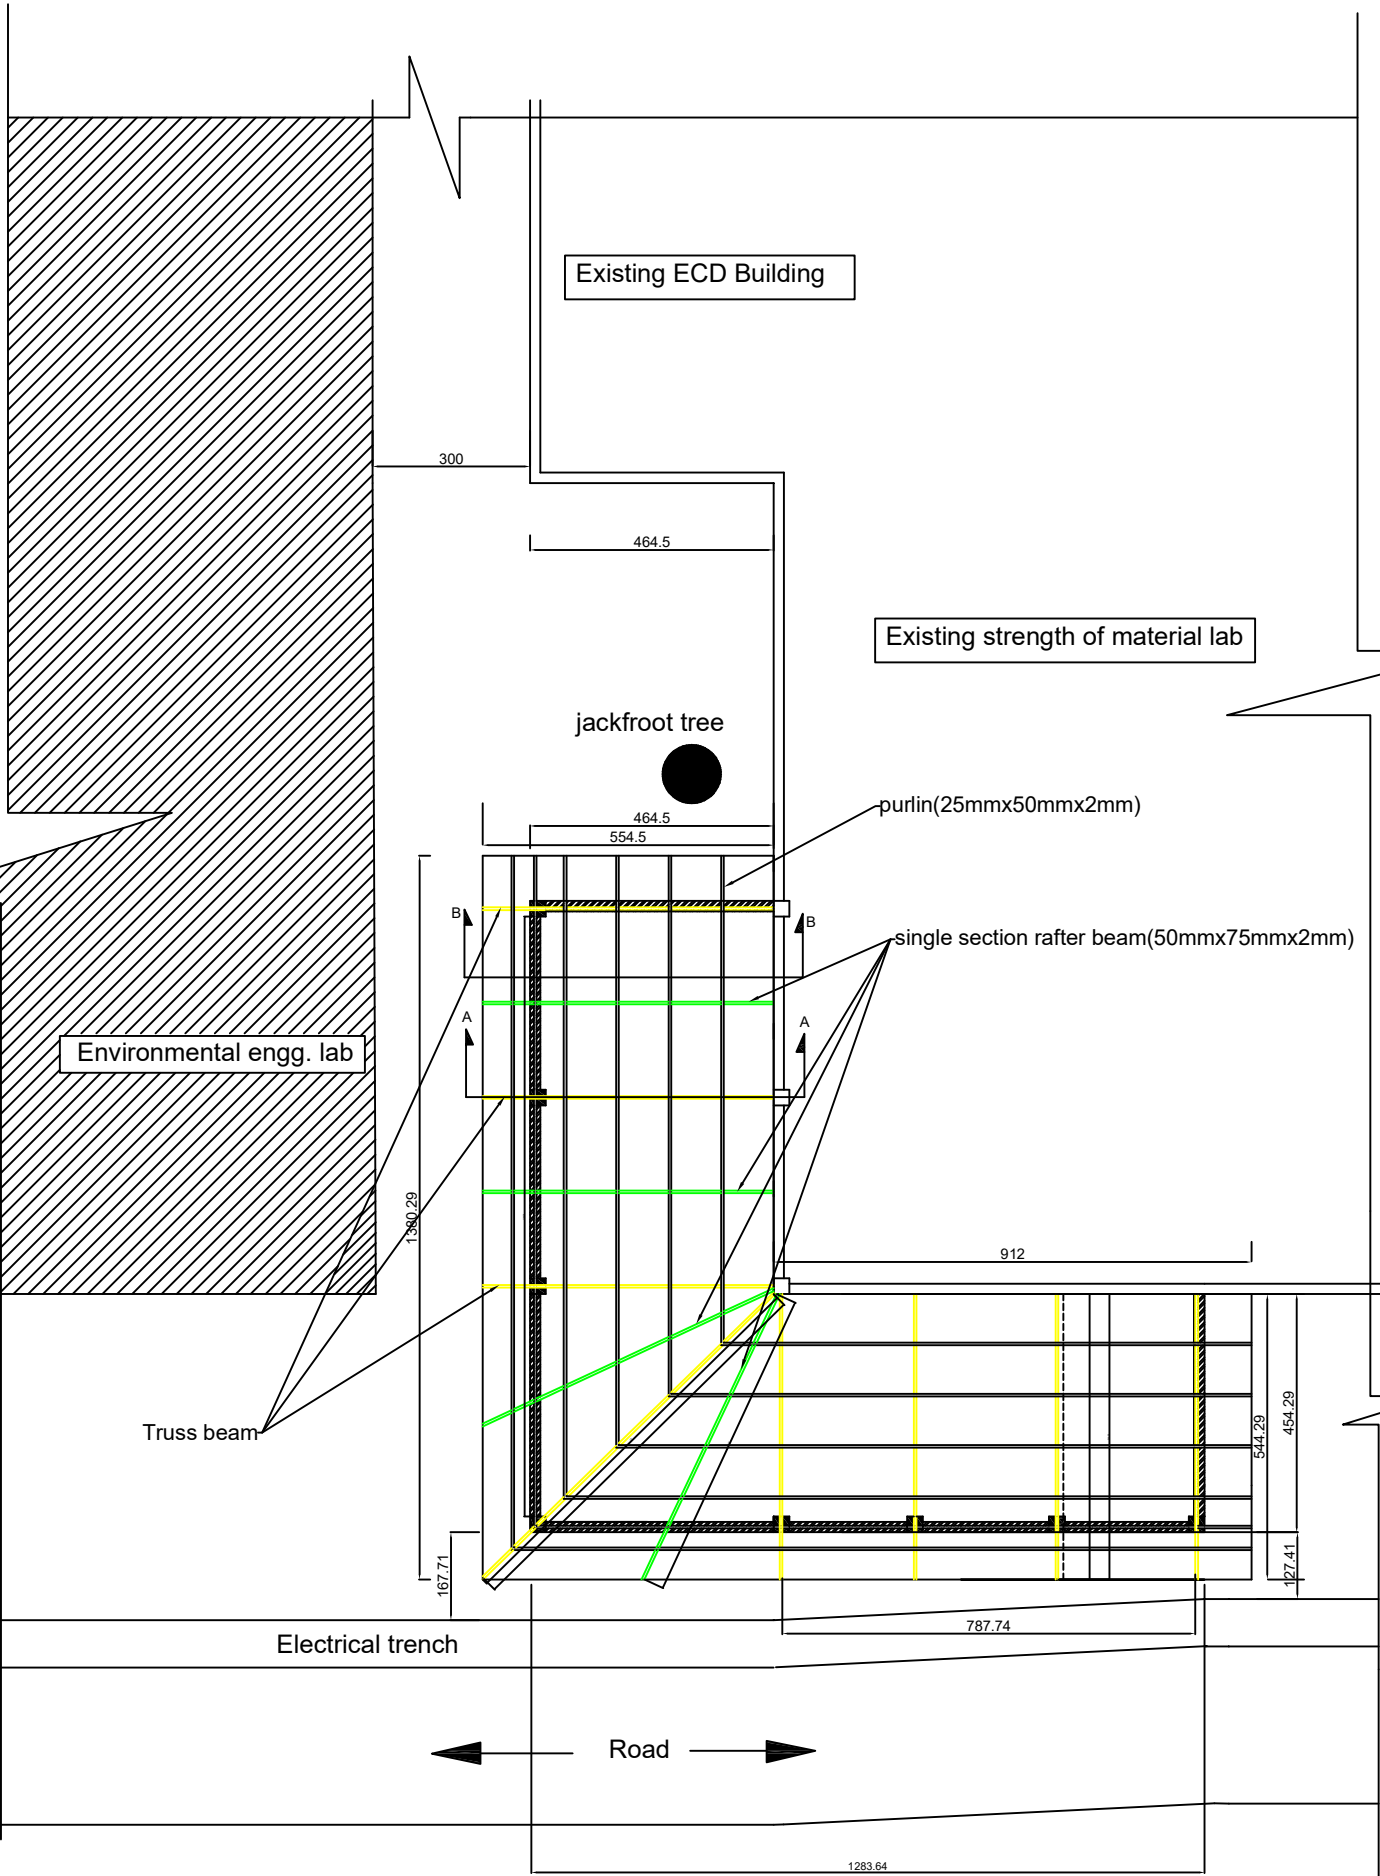 Existing ECD Building
300
464.5
Existing strength of material lab
jackfroot tree
purlin(25mmx50mmx2mm)
464.5
554.5
B
B
single section rafter beam(50mmx75mmx2mm)
A
A
Environmental engg. lab
1380.29
912
Truss beam
544.29
454.29
167.71
127.41
787.74
Electrical trench
Road
1283.64